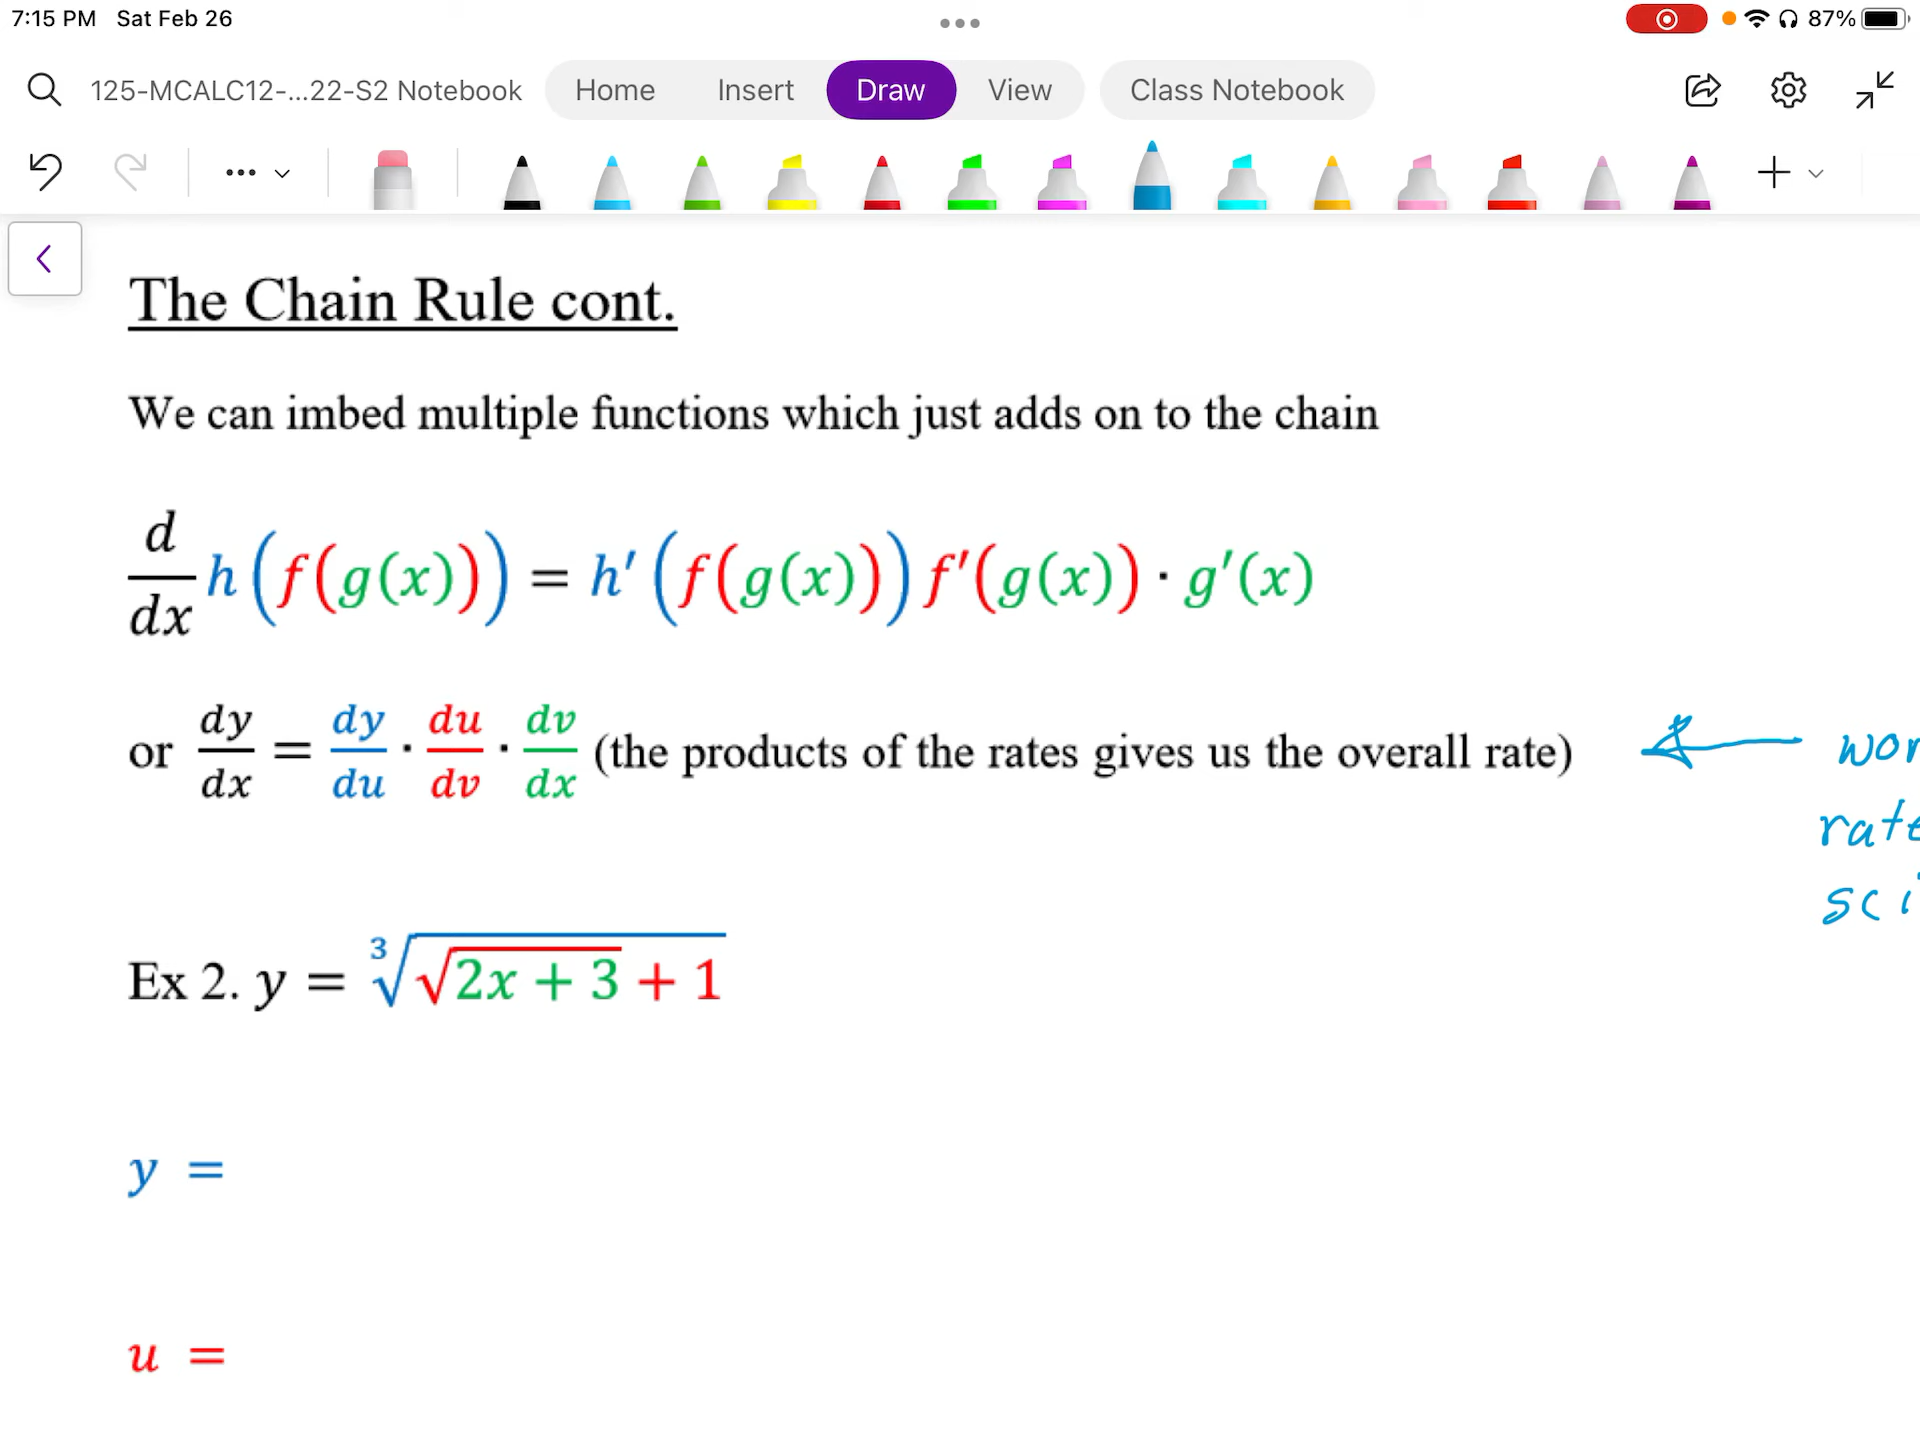 7:15 PM Sat Feb 26
87%
125-MCALC12-...22-S2 Notebook Home Insert Draw View Class Notebook
The Chain Rule cont.
We can imbed multiple functions which just adds on to the chain
d/dx h(f(g(x))) = h′(f(g(x))) f′(g(x)) · g′(x)
or dy/dx = dy/du · du/dv · dv/dx (the products of the rates gives us the overall rate)
Ex 2. y = ∛(√(2x + 3) + 1)
y =
u =